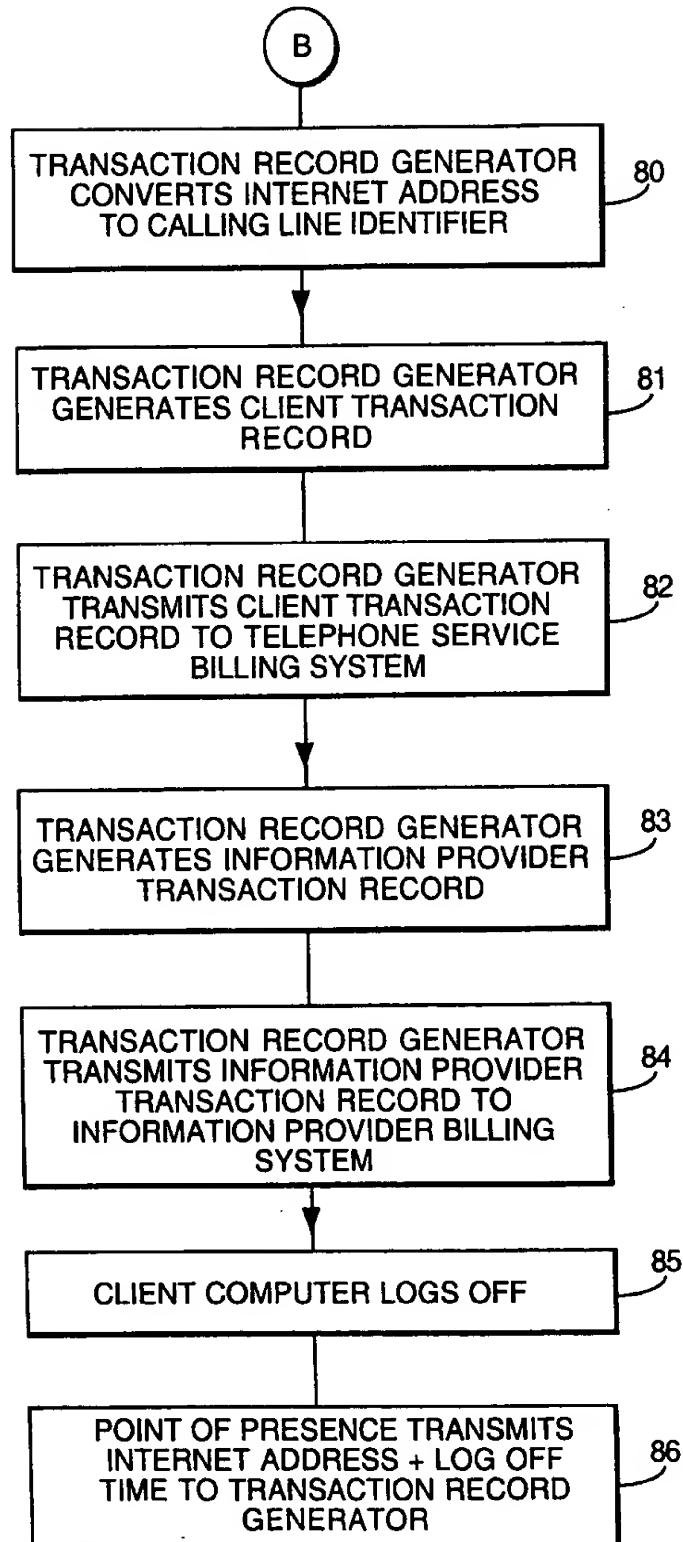 B
TRANSACTION RECORD GENERATOR
CONVERTS INTERNET ADDRESS
TO CALLING LINE IDENTIFIER
80
TRANSACTION RECORD GENERATOR
GENERATES CLIENT TRANSACTION
RECORD
81
TRANSACTION RECORD GENERATOR
TRANSMITS CLIENT TRANSACTION
RECORD TO TELEPHONE SERVICE
BILLING SYSTEM
82
TRANSACTION RECORD GENERATOR
GENERATES INFORMATION PROVIDER
TRANSACTION RECORD
83
TRANSACTION RECORD GENERATOR
TRANSMITS INFORMATION PROVIDER
TRANSACTION RECORD TO
INFORMATION PROVIDER BILLING
SYSTEM
84
CLIENT COMPUTER LOGS OFF
85
POINT OF PRESENCE TRANSMITS
INTERNET ADDRESS + LOG OFF
TIME TO TRANSACTION RECORD
GENERATOR
86